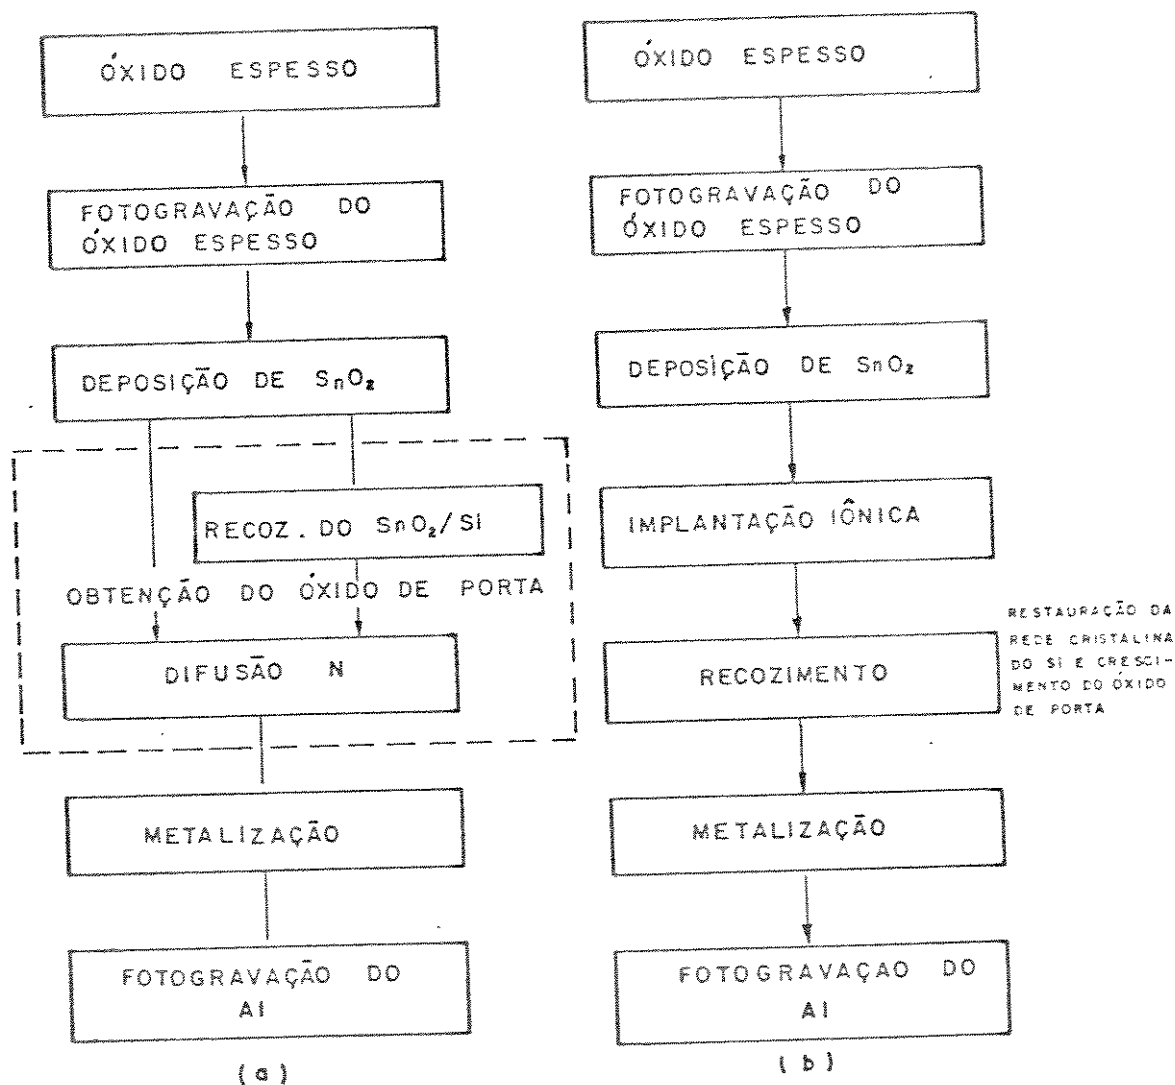 ÓXIDO ESPESSO
FOTOGRAVAÇÃO DO
ÓXIDO ESPESSO
DEPOSIÇÃO DE SnO₂
RECOZ. DO SnO₂/Si
OBTENÇÃO DO ÓXIDO DE PORTA
DIFUSÃO N
METALIZAÇÃO
FOTOGRAVAÇÃO DO
Al
(a)
ÓXIDO ESPESSO
FOTOGRAVAÇÃO DO
ÓXIDO ESPESSO
DEPOSIÇÃO DE SnO₂
IMPLANTAÇÃO IÔNICA
RECOZIMENTO
RESTAURAÇÃO DA
REDE CRISTALINA
DO Si E CRESCI-
MENTO DO ÓXIDO
DE PORTA
METALIZAÇÃO
FOTOGRAVAÇAO DO
Al
(b)